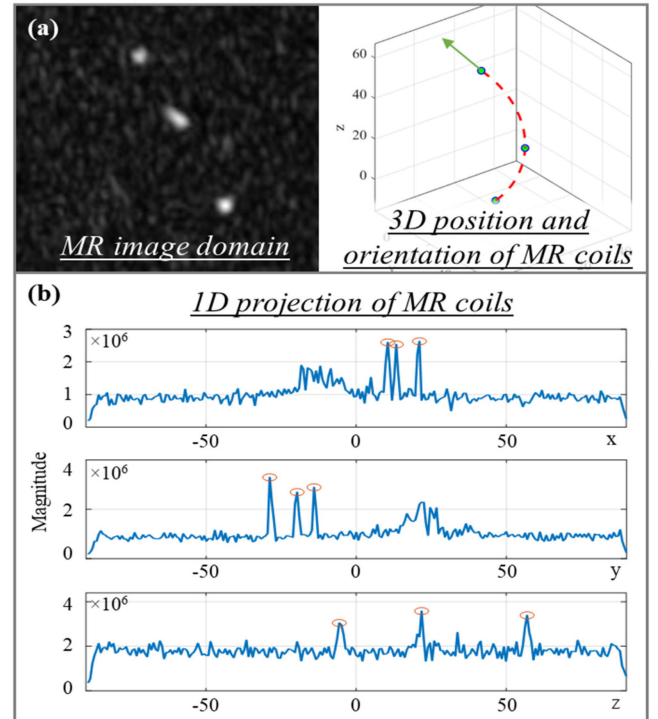 (a)
MR image domain
60
40
20
0
z
3D position and
orientation of MR coils
(b)
1D projection of MR coils
Magnitude
3
2
1
0
×10⁶
-50
0
50
x
4
2
0
×10⁶
-50
0
50
y
4
2
0
×10⁶
-50
0
50
z